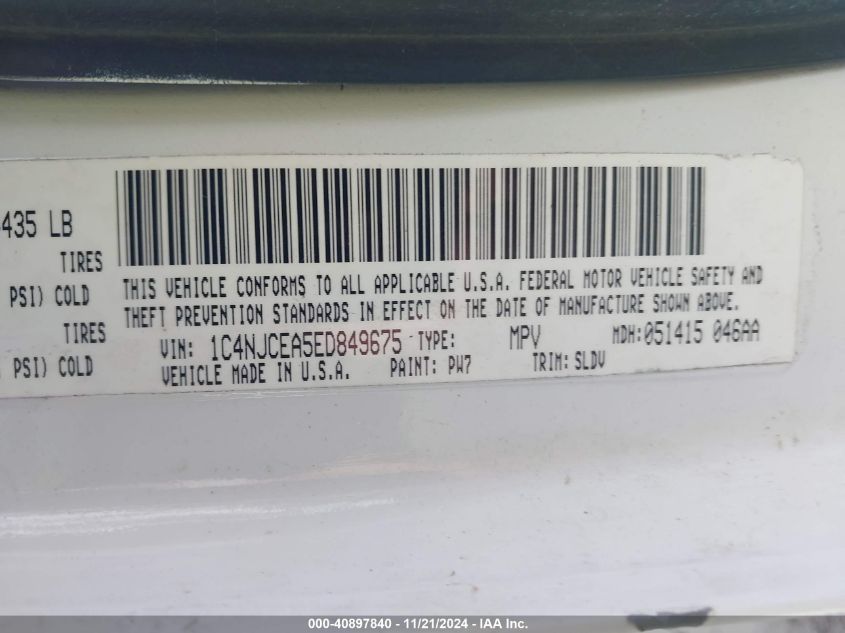 435 LB
TIRES
PSI) COLD
TIRES
PSI) COLD
THIS VEHICLE CONFORMS TO ALL APPLICABLE U.S.A. FEDERAL MOTOR VEHICLE SAFETY AND
THEFT PREVENTION STANDARDS IN EFFECT ON THE DATE OF MANUFACTURE SHOWN ABOVE.
VIN: 1C4NJCEA5ED849675 TYPE: MPV MDH:051415 046AA
VEHICLE MADE IN U.S.A. PAINT: PW7 TRIM: SLDV
000-40897840 - 11/21/2024 - IAA Inc.